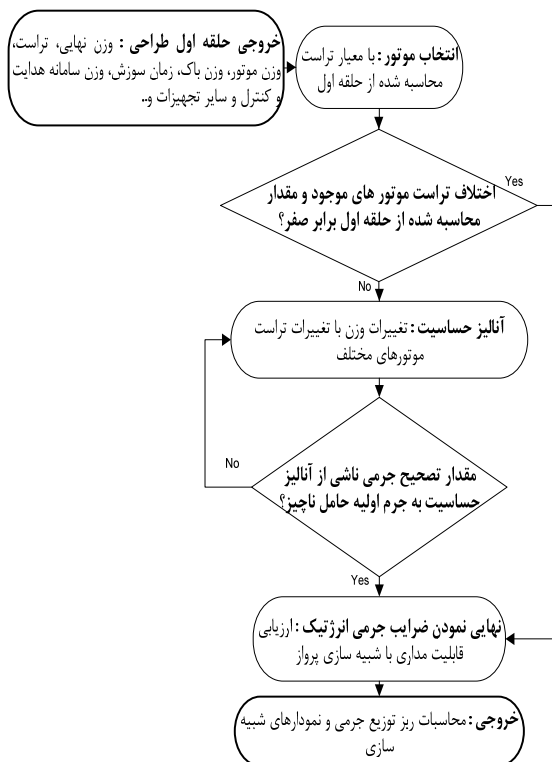 خروجی حلقه اول طراحی : وزن نهایی، تراست،
وزن موتور، وزن باک، زمان سوزش، وزن سامانه هدایت
و کنترل و سایر تجهیزات و..
انتخاب موتور : با معیار تراست
محاسبه شده از حلقه اول
اختلاف تراست موتور های موجود و مقدار
محاسبه شده از حلقه اول برابر صفر؟
Yes
No
آنالیز حساسیت : تغییرات وزن با تغییرات تراست
موتورهای مختلف
مقدار تصحیح جرمی ناشی از آنالیز
حساسیت به جرم اولیه حامل ناچیز؟
No
Yes
نهایی نمودن ضرایب جرمی انرژتیک : ارزیابی
قابلیت مداری با شبیه سازی پرواز
خروجی : محاسبات ریز توزیع جرمی و نمودارهای شبیه
سازی